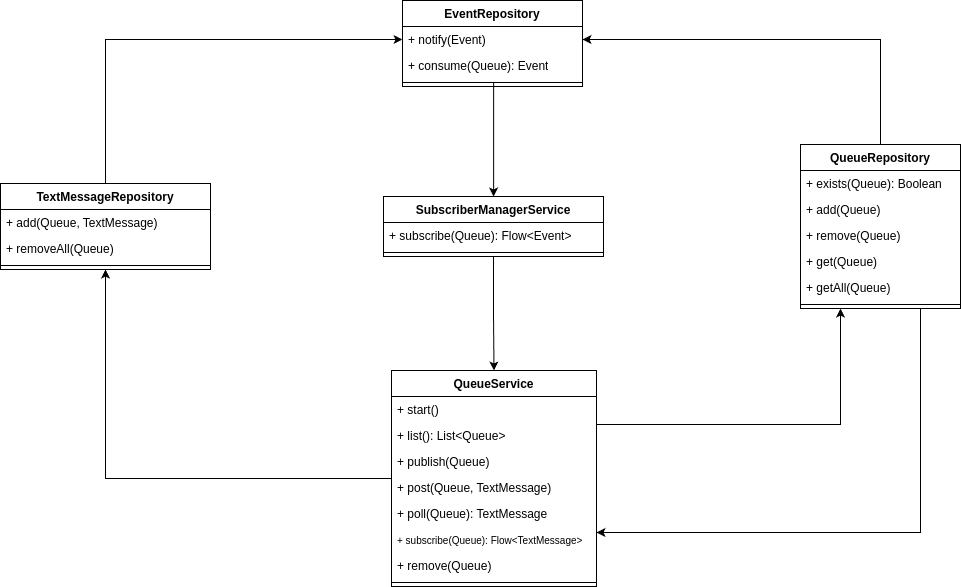 EventRepository
+ notify(Event)
+ consume(Queue): Event
QueueRepository
+ exists(Queue): Boolean
+ add(Queue)
+ remove(Queue)
+ get(Queue)
+ getAll(Queue)
TextMessageRepository
+ add(Queue, TextMessage)
+ removeAll(Queue)
SubscriberManagerService
+ subscribe(Queue): Flow<Event>
QueueService
+ start()
+ list(): List<Queue>
+ publish(Queue)
+ post(Queue, TextMessage)
+ poll(Queue): TextMessage
+ subscribe(Queue): Flow<TextMessage>
+ remove(Queue)